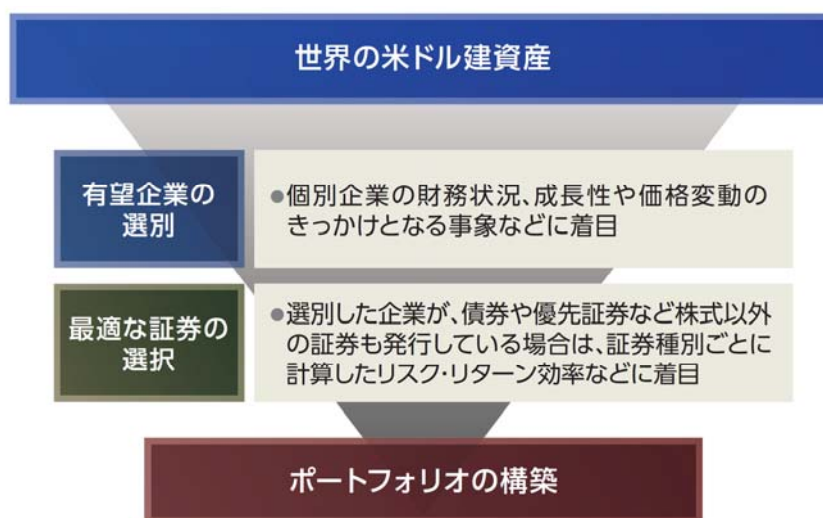 世界の米ドル建資産
有望企業の
選別
●個別企業の財務状況、成長性や価格変動の
きっかけとなる事象などに着目
最適な証券の
選択
●選別した企業が、債券や優先証券など株式以外
の証券も発行している場合は、証券種別ごとに
計算したリスク・リターン効率などに着目
ポートフォリオの構築